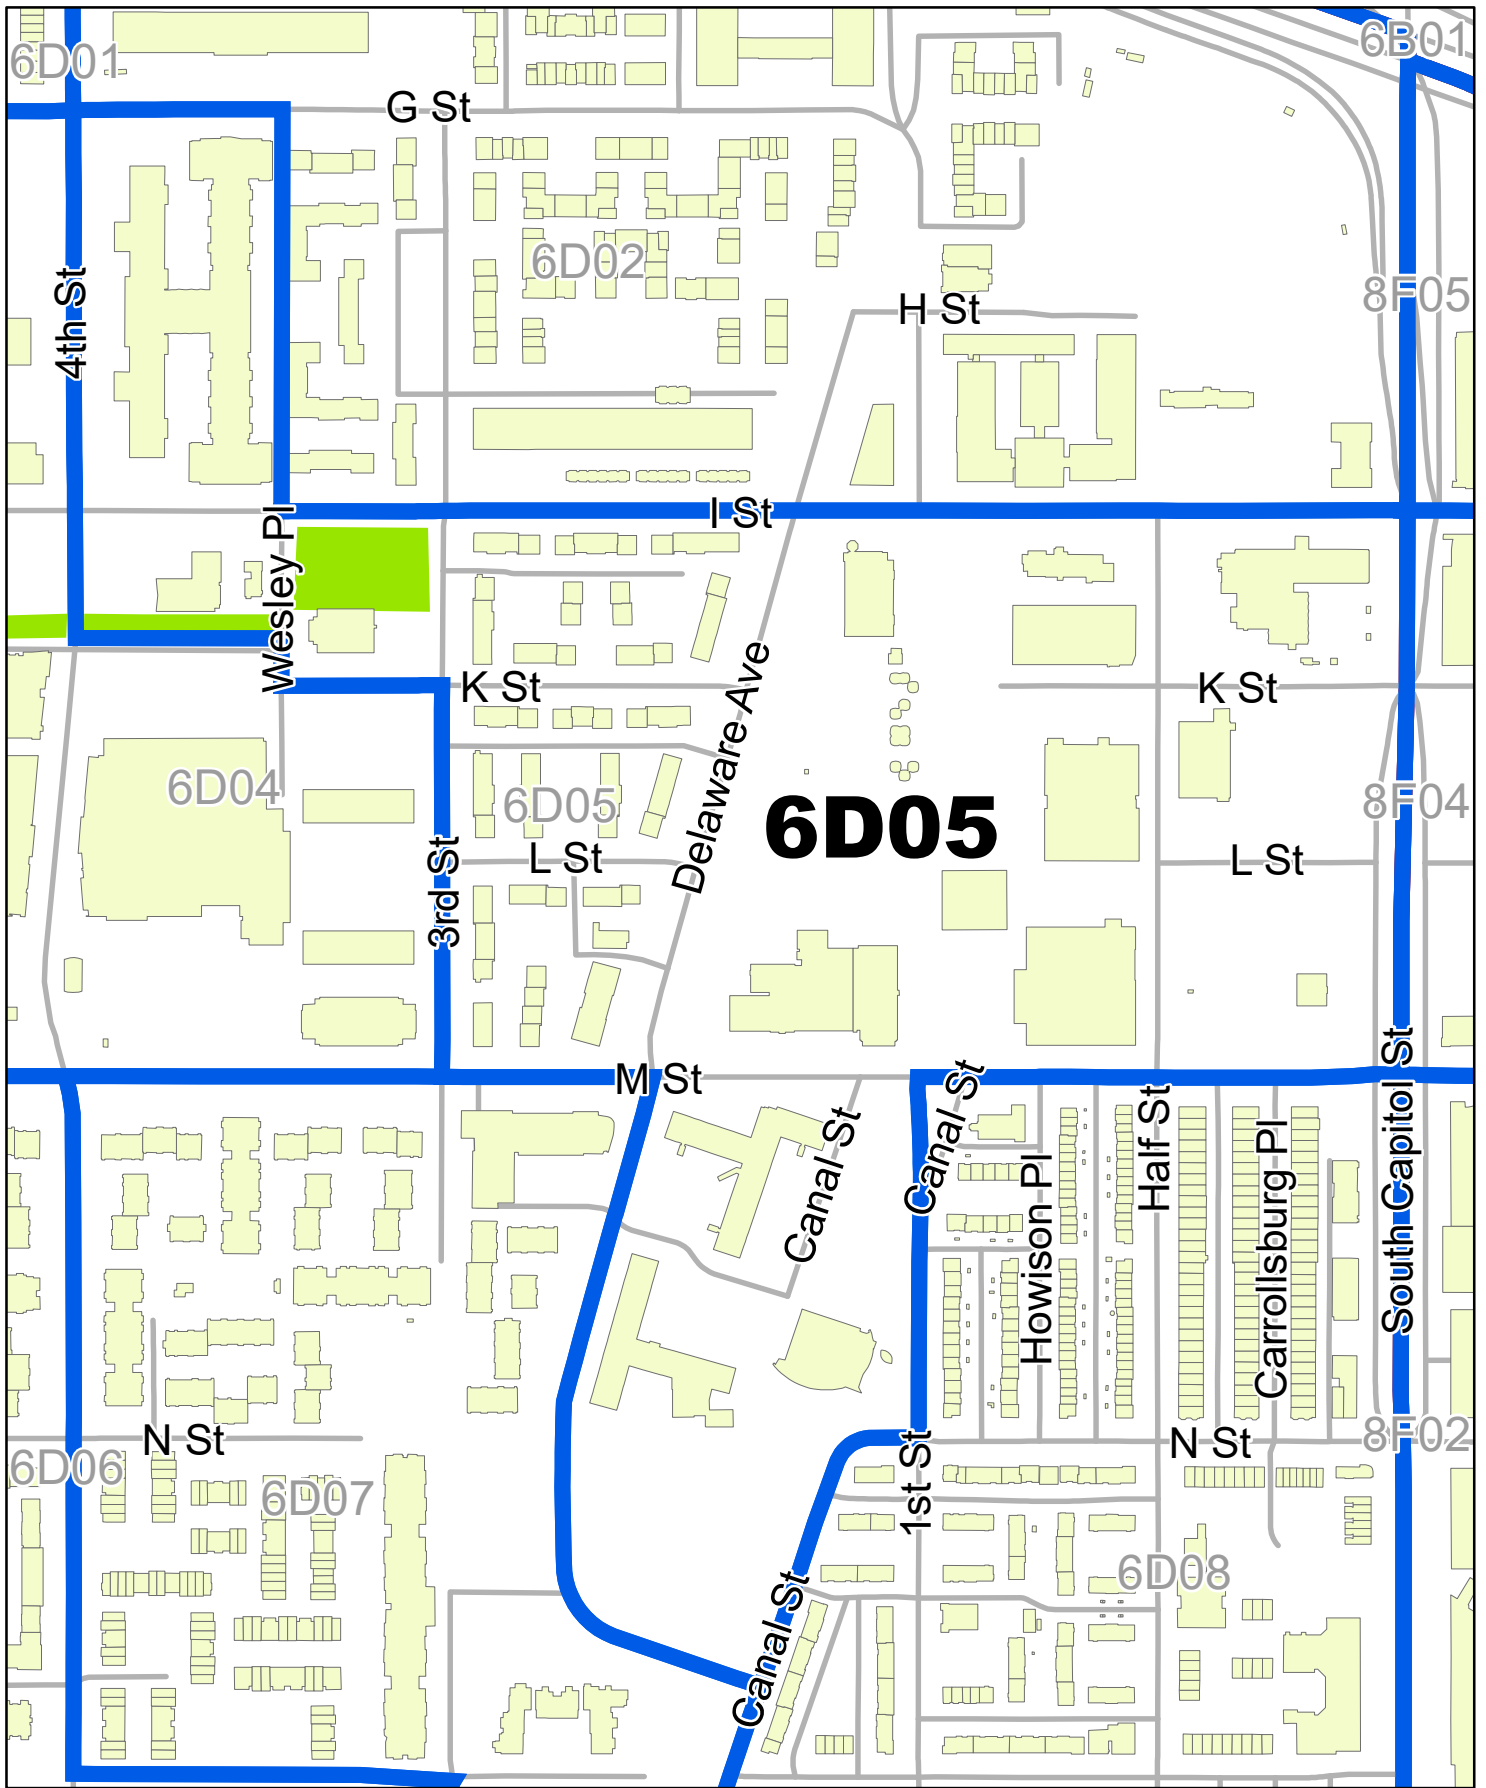 6D01
6B01
G St
6D02
4th St
H St
8F05
I St
Wesley Pl
K St
K St
Delaware Ave
6D04
6D05
6D05
8F04
3rd St
L St
L St
M St
South Capitol St
Canal St
Canal St
Half St
Howison Pl
Carrollsburg Pl
N St
N St
8F02
6D06
6D07
1st St
6D08
Canal St